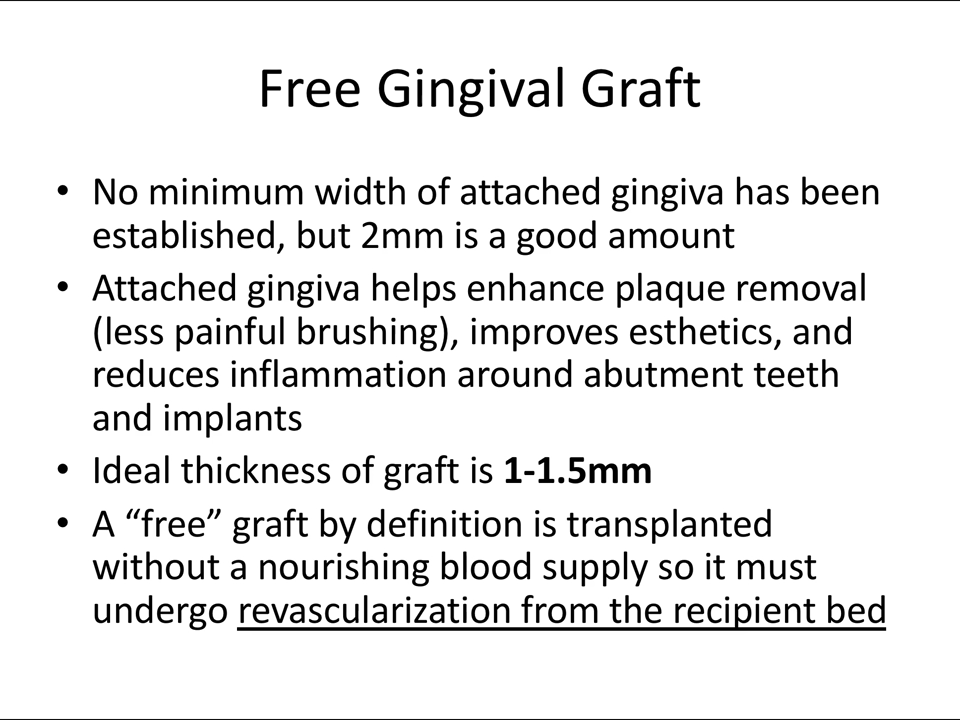 Free Gingival Graft
• No minimum width of attached gingiva has been
established, but 2mm is a good amount
• Attached gingiva helps enhance plaque removal
(less painful brushing), improves esthetics, and
reduces inflammation around abutment teeth
and implants
• Ideal thickness of graft is 1-1.5mm
• A “free” graft by definition is transplanted
without a nourishing blood supply so it must
undergo revascularization from the recipient bed